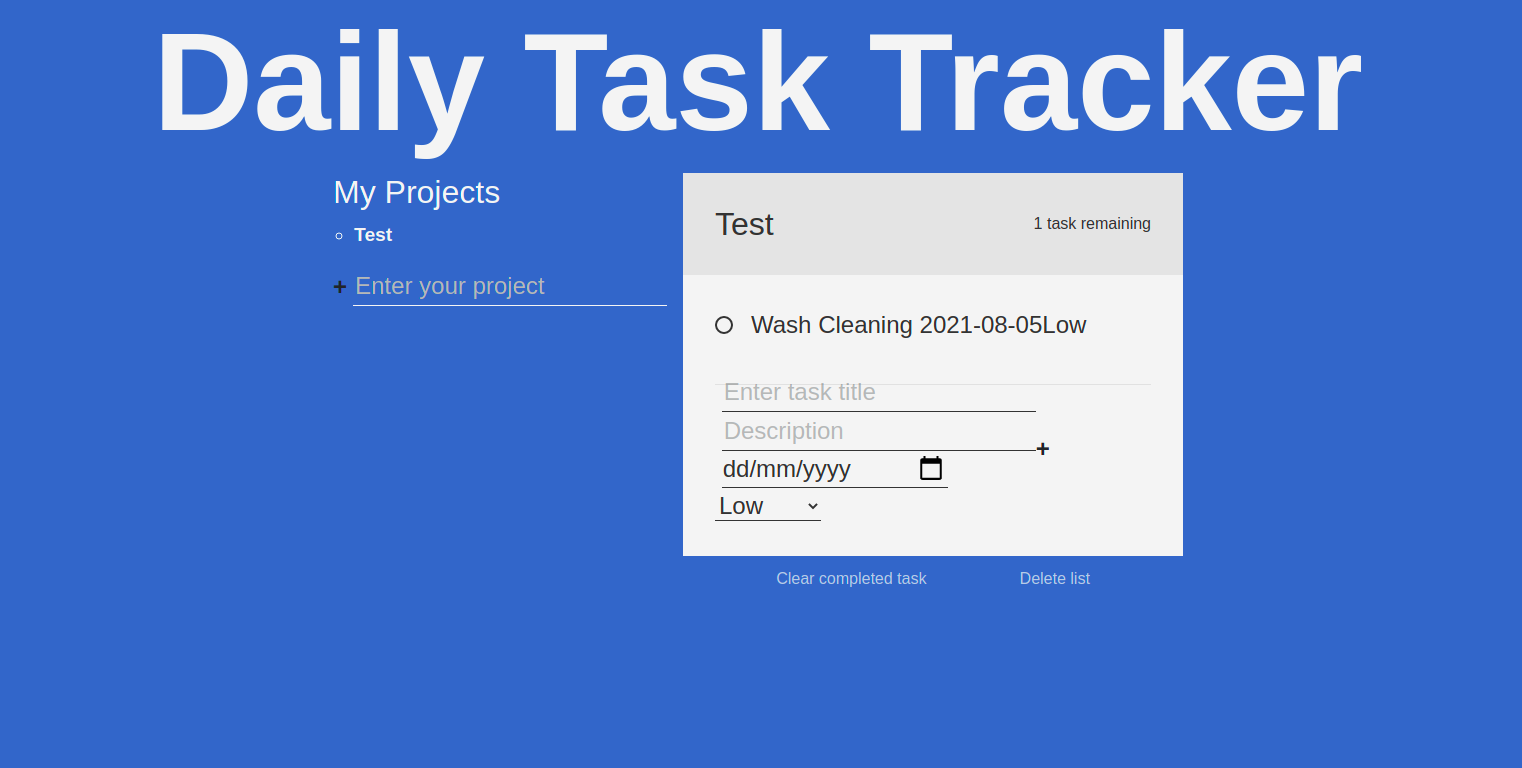 Daily Task Tracker
My Projects
Test
+ Enter your project
Test
1 task remaining
Wash Cleaning 2021-08-05Low
Enter task title
Description
+
dd/mm/yyyy
Low
Clear completed task
Delete list